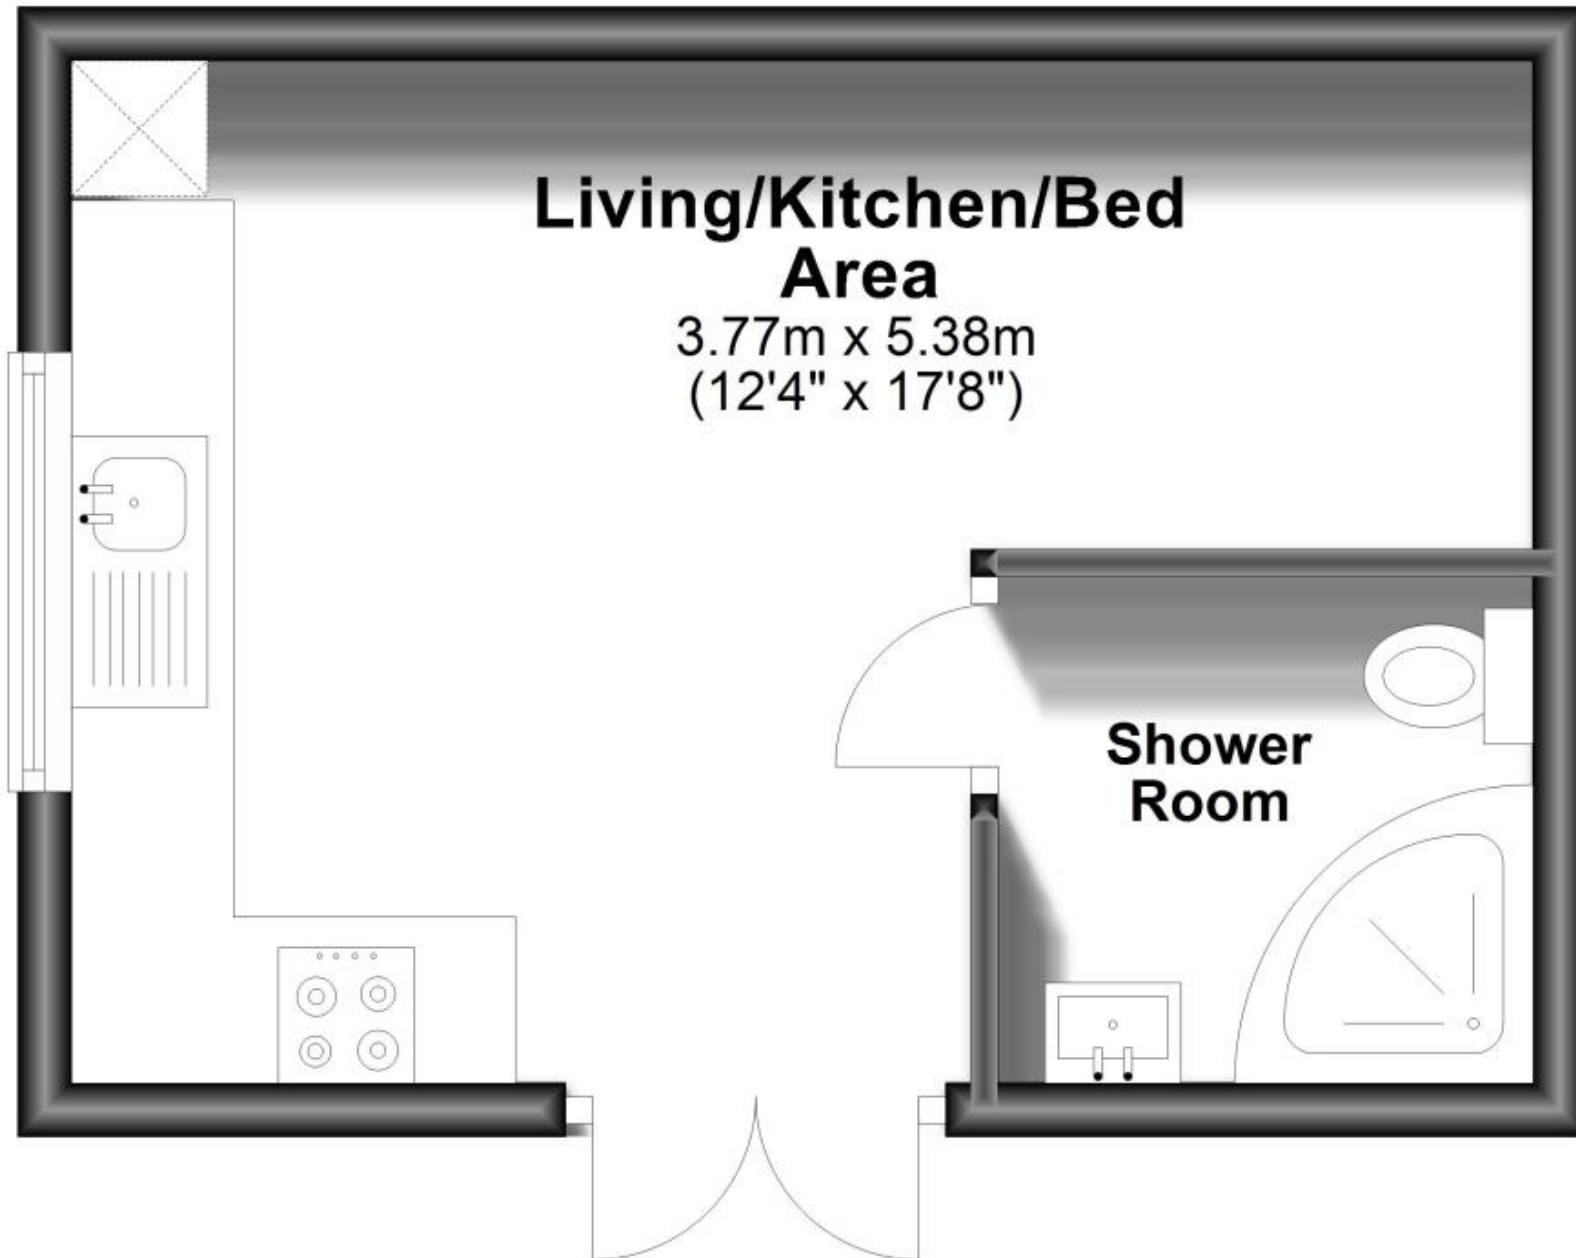 Living/Kitchen/Bed
Area
3.77m x 5.38m
(12'4" x 17'8")
Shower
Room